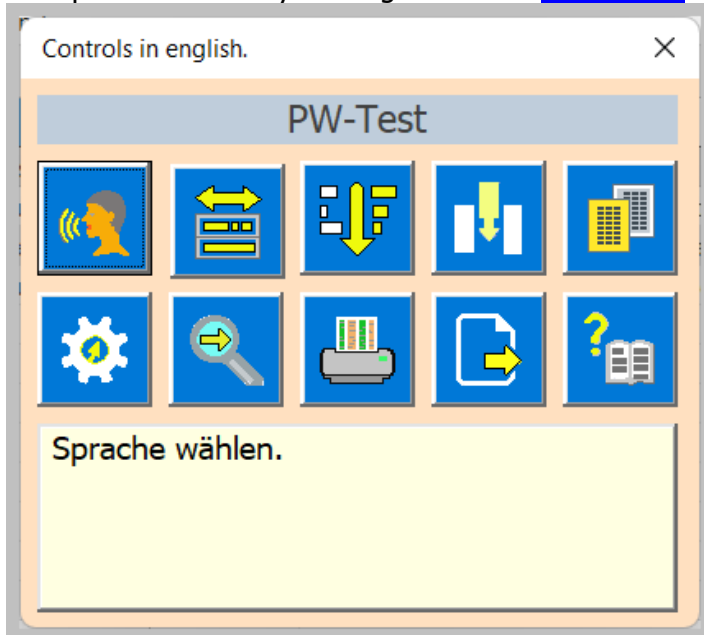 Controls in english.
PW-Test
?
Sprache wählen.